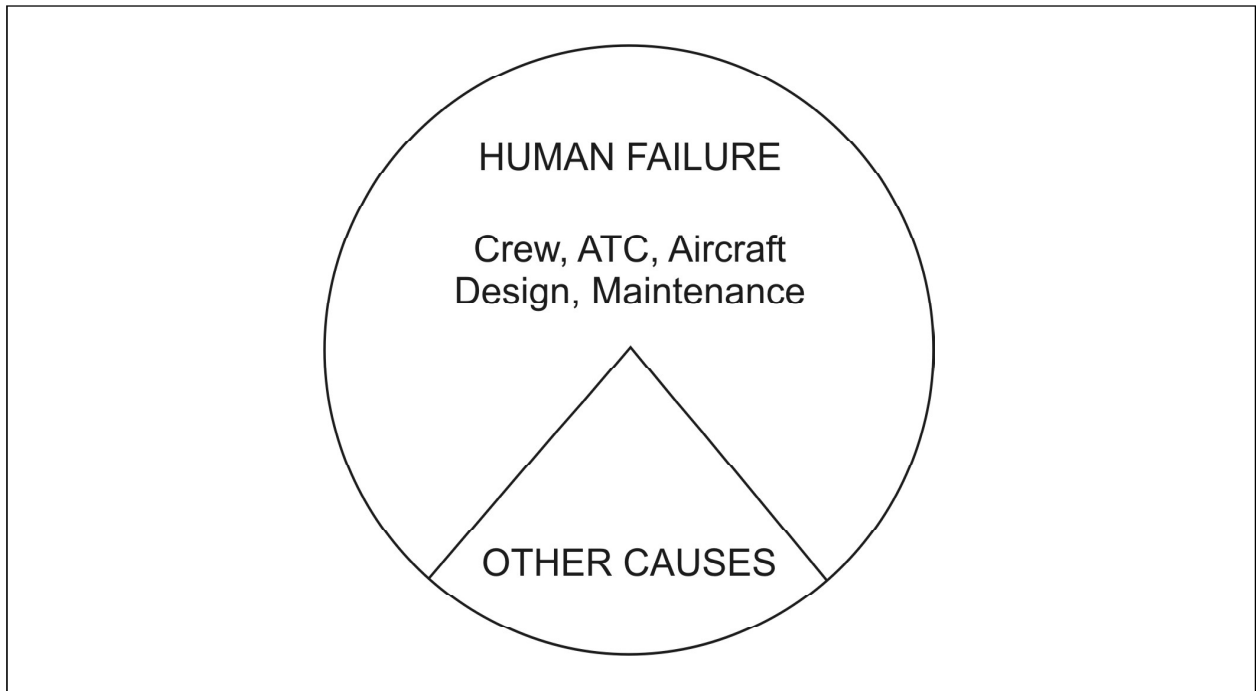 HUMAN FAILURE
Crew, ATC, Aircraft
Design, Maintenance
OTHER CAUSES